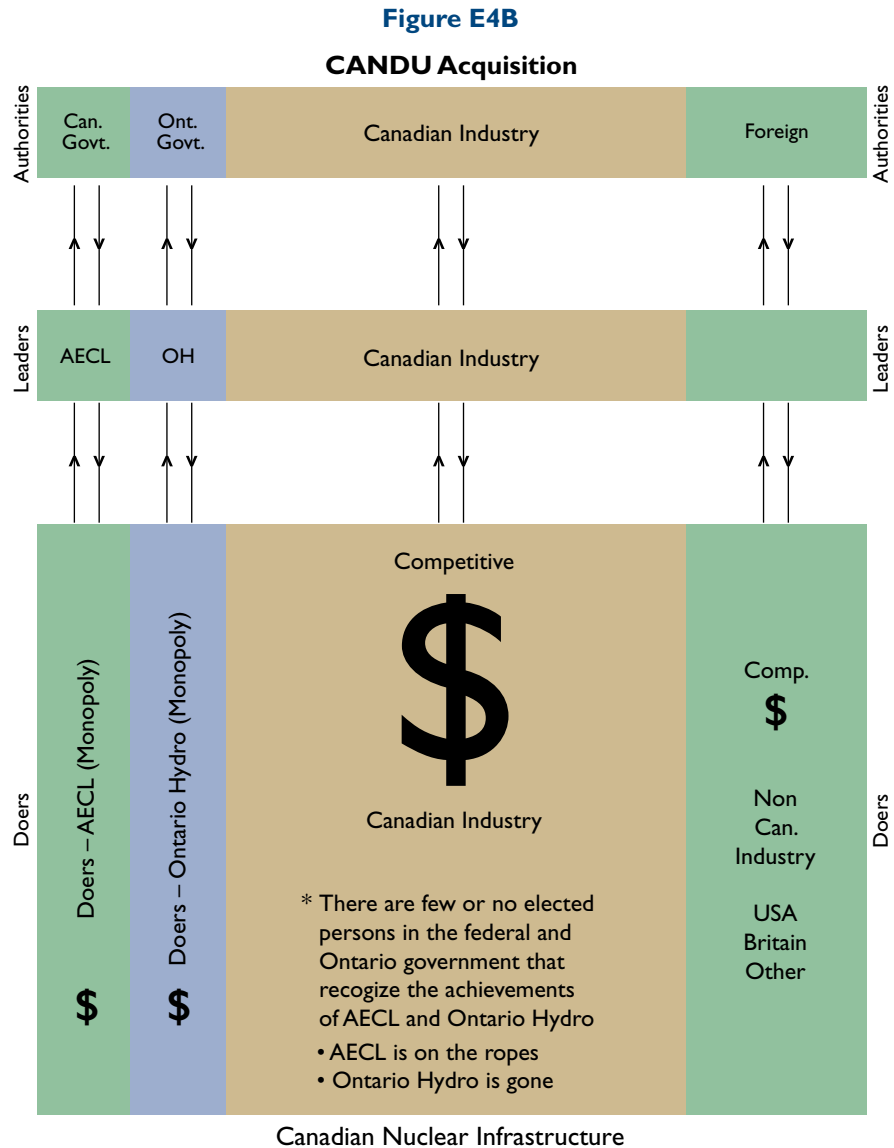 Figure E4B
CANDU Acquisition
Authorities
Can.
Govt.
Ont.
Govt.
Canadian Industry
Foreign
Authorities
Leaders
AECL
OH
Canadian Industry
Leaders
Doers
Doers – AECL (Monopoly)
$
Doers – Ontario Hydro (Monopoly)
$
Competitive
$
Canadian Industry
* There are few or no elected
persons in the federal and
Ontario government that
recogize the achievements
of AECL and Ontario Hydro
• AECL is on the ropes
• Ontario Hydro is gone
Comp.
$
Non
Can.
Industry
USA
Britain
Other
Doers
Canadian Nuclear Infrastructure